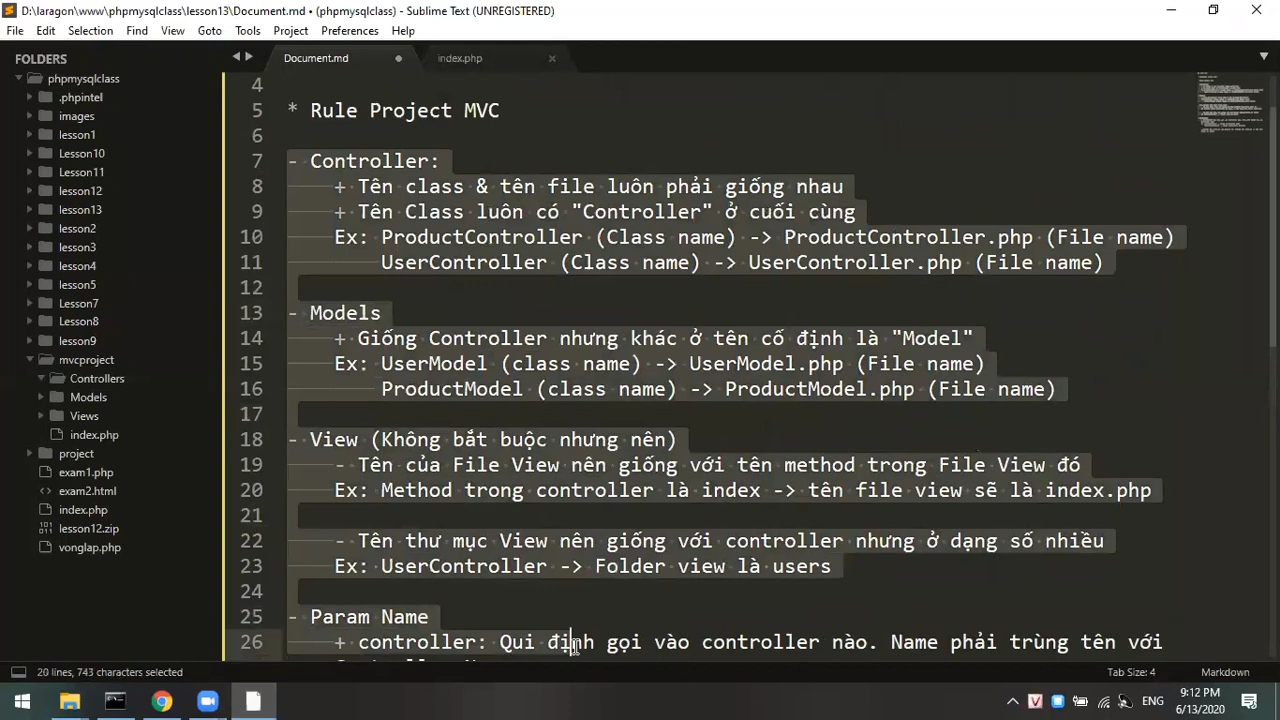 D:\laragon\www\phpmysqlclass\lesson13\Document.md • (phpmysqlclass) - Sublime Text (UNREGISTERED)
File Edit Selection Find View Goto Tools Project Preferences Help
FOLDERS
phpmysqlclass
.phpintel
images
lesson1
Lesson10
Lesson11
lesson12
lesson13
lesson2
lesson3
lesson4
lesson5
Lesson7
Lesson8
lesson9
mvcproject
Controllers
Models
Views
index.php
project
exam1.php
exam2.html
index.php
lesson12.zip
vonglap.php
Document.md index.php
4
5 * Rule Project MVC
6
7 - Controller:
8 + Tên class & tên file luôn phải giống nhau
9 + Tên Class luôn có "Controller" ở cuối cùng
10 Ex: ProductController (Class name) -> ProductController.php (File name)
11 UserController (Class name) -> UserController.php (File name)
12
13 - Models
14 + Giống Controller nhưng khác ở tên cố định là "Model"
15 Ex: UserModel (class name) -> UserModel.php (File name)
16 ProductModel (class name) -> ProductModel.php (File name)
17
18 - View (Không bắt buộc nhưng nên)
19 - Tên của File View nên giống với tên method trong File View đó
20 Ex: Method trong controller là index -> tên file view sẽ là index.php
21
22 - Tên thư mục View nên giống với controller nhưng ở dạng số nhiều
23 Ex: UserController -> Folder view là users
24
25 - Param Name
26 + controller: Qui định gọi vào controller nào. Name phải trùng tên với
20 lines, 743 characters selected
Tab Size: 4 Markdown
ENG
9:12 PM
6/13/2020